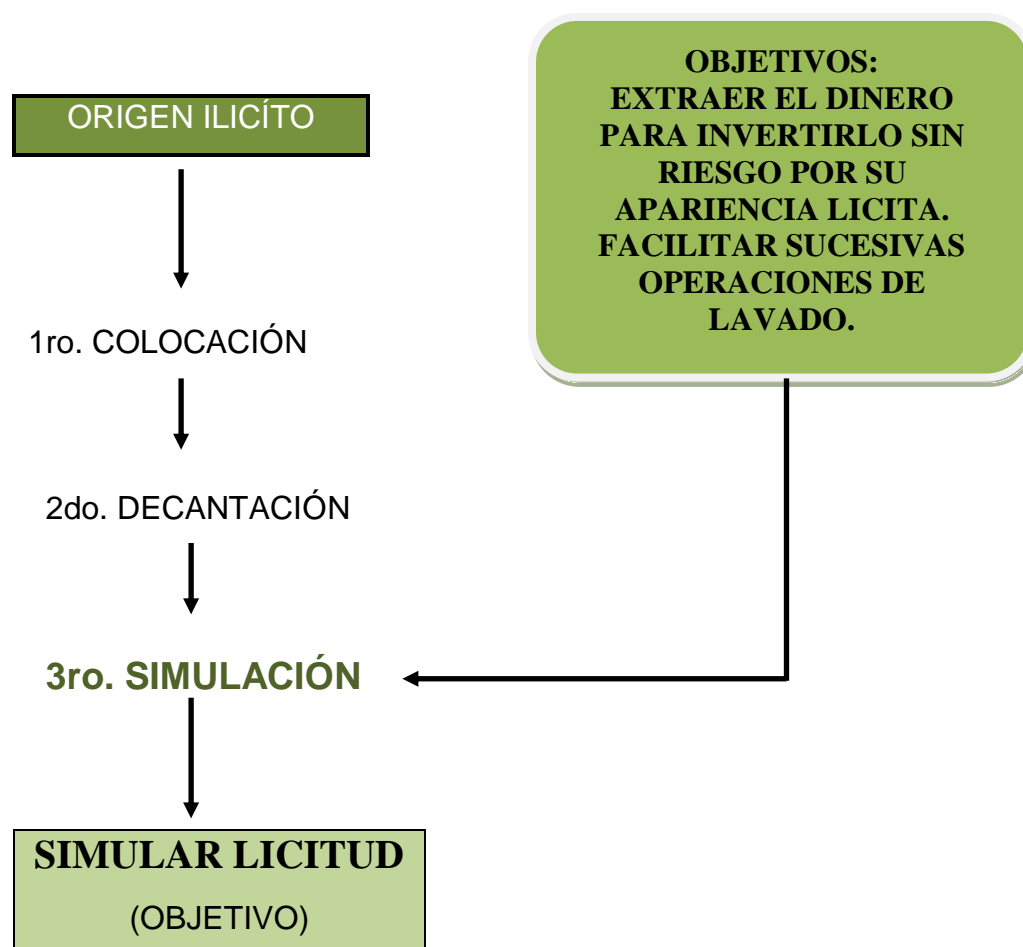 ORIGEN ILICÍTO
1ro. COLOCACIÓN
2do. DECANTACIÓN
3ro. SIMULACIÓN
SIMULAR LICITUD
(OBJETIVO)
OBJETIVOS:
EXTRAER EL DINERO
PARA INVERTIRLO SIN
RIESGO POR SU
APARIENCIA LICITA.
FACILITAR SUCESIVAS
OPERACIONES DE
LAVADO.